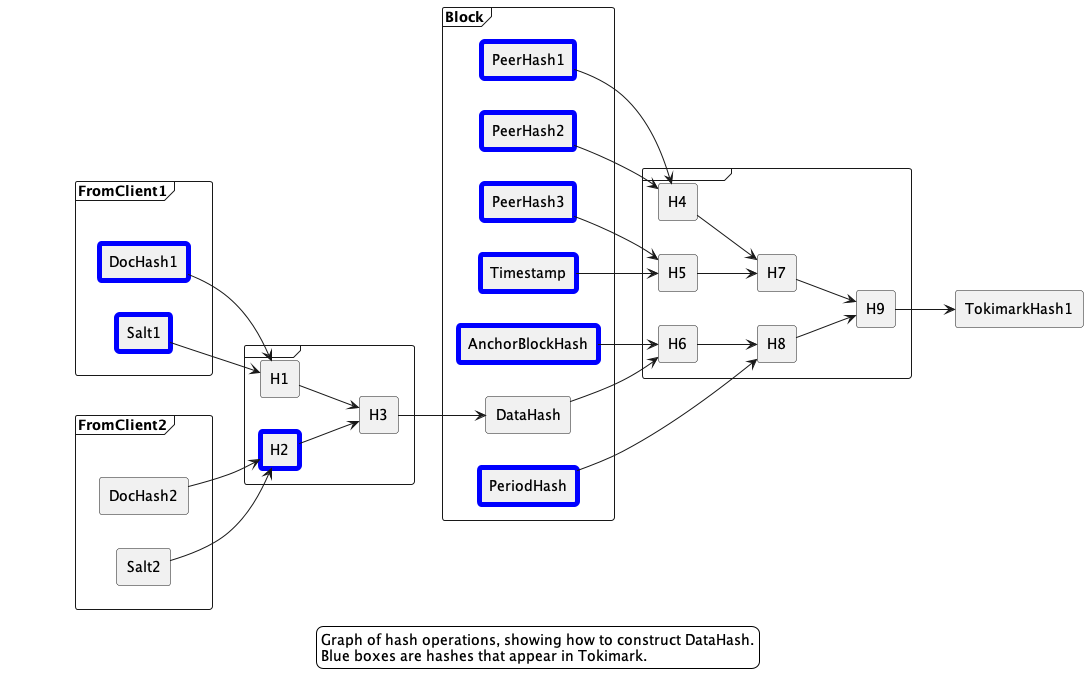 Block
PeerHash1
PeerHash2
PeerHash3
Timestamp
AnchorBlockHash
DataHash
PeriodHash
FromClient1
DocHash1
Salt1
FromClient2
DocHash2
Salt2
H1
H2
H3
H4
H5
H6
H7
H8
H9
TokimarkHash1
Graph of hash operations, showing how to construct DataHash.
Blue boxes are hashes that appear in Tokimark.